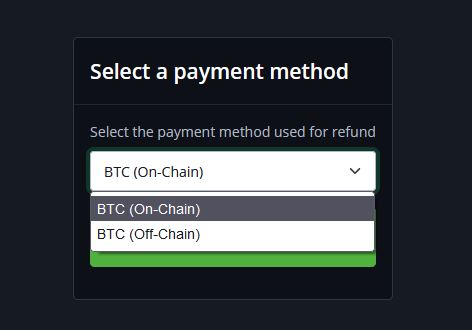 Select a payment method
Select the payment method used for refund
BTC (On-Chain)
BTC (On-Chain)
BTC (Off-Chain)